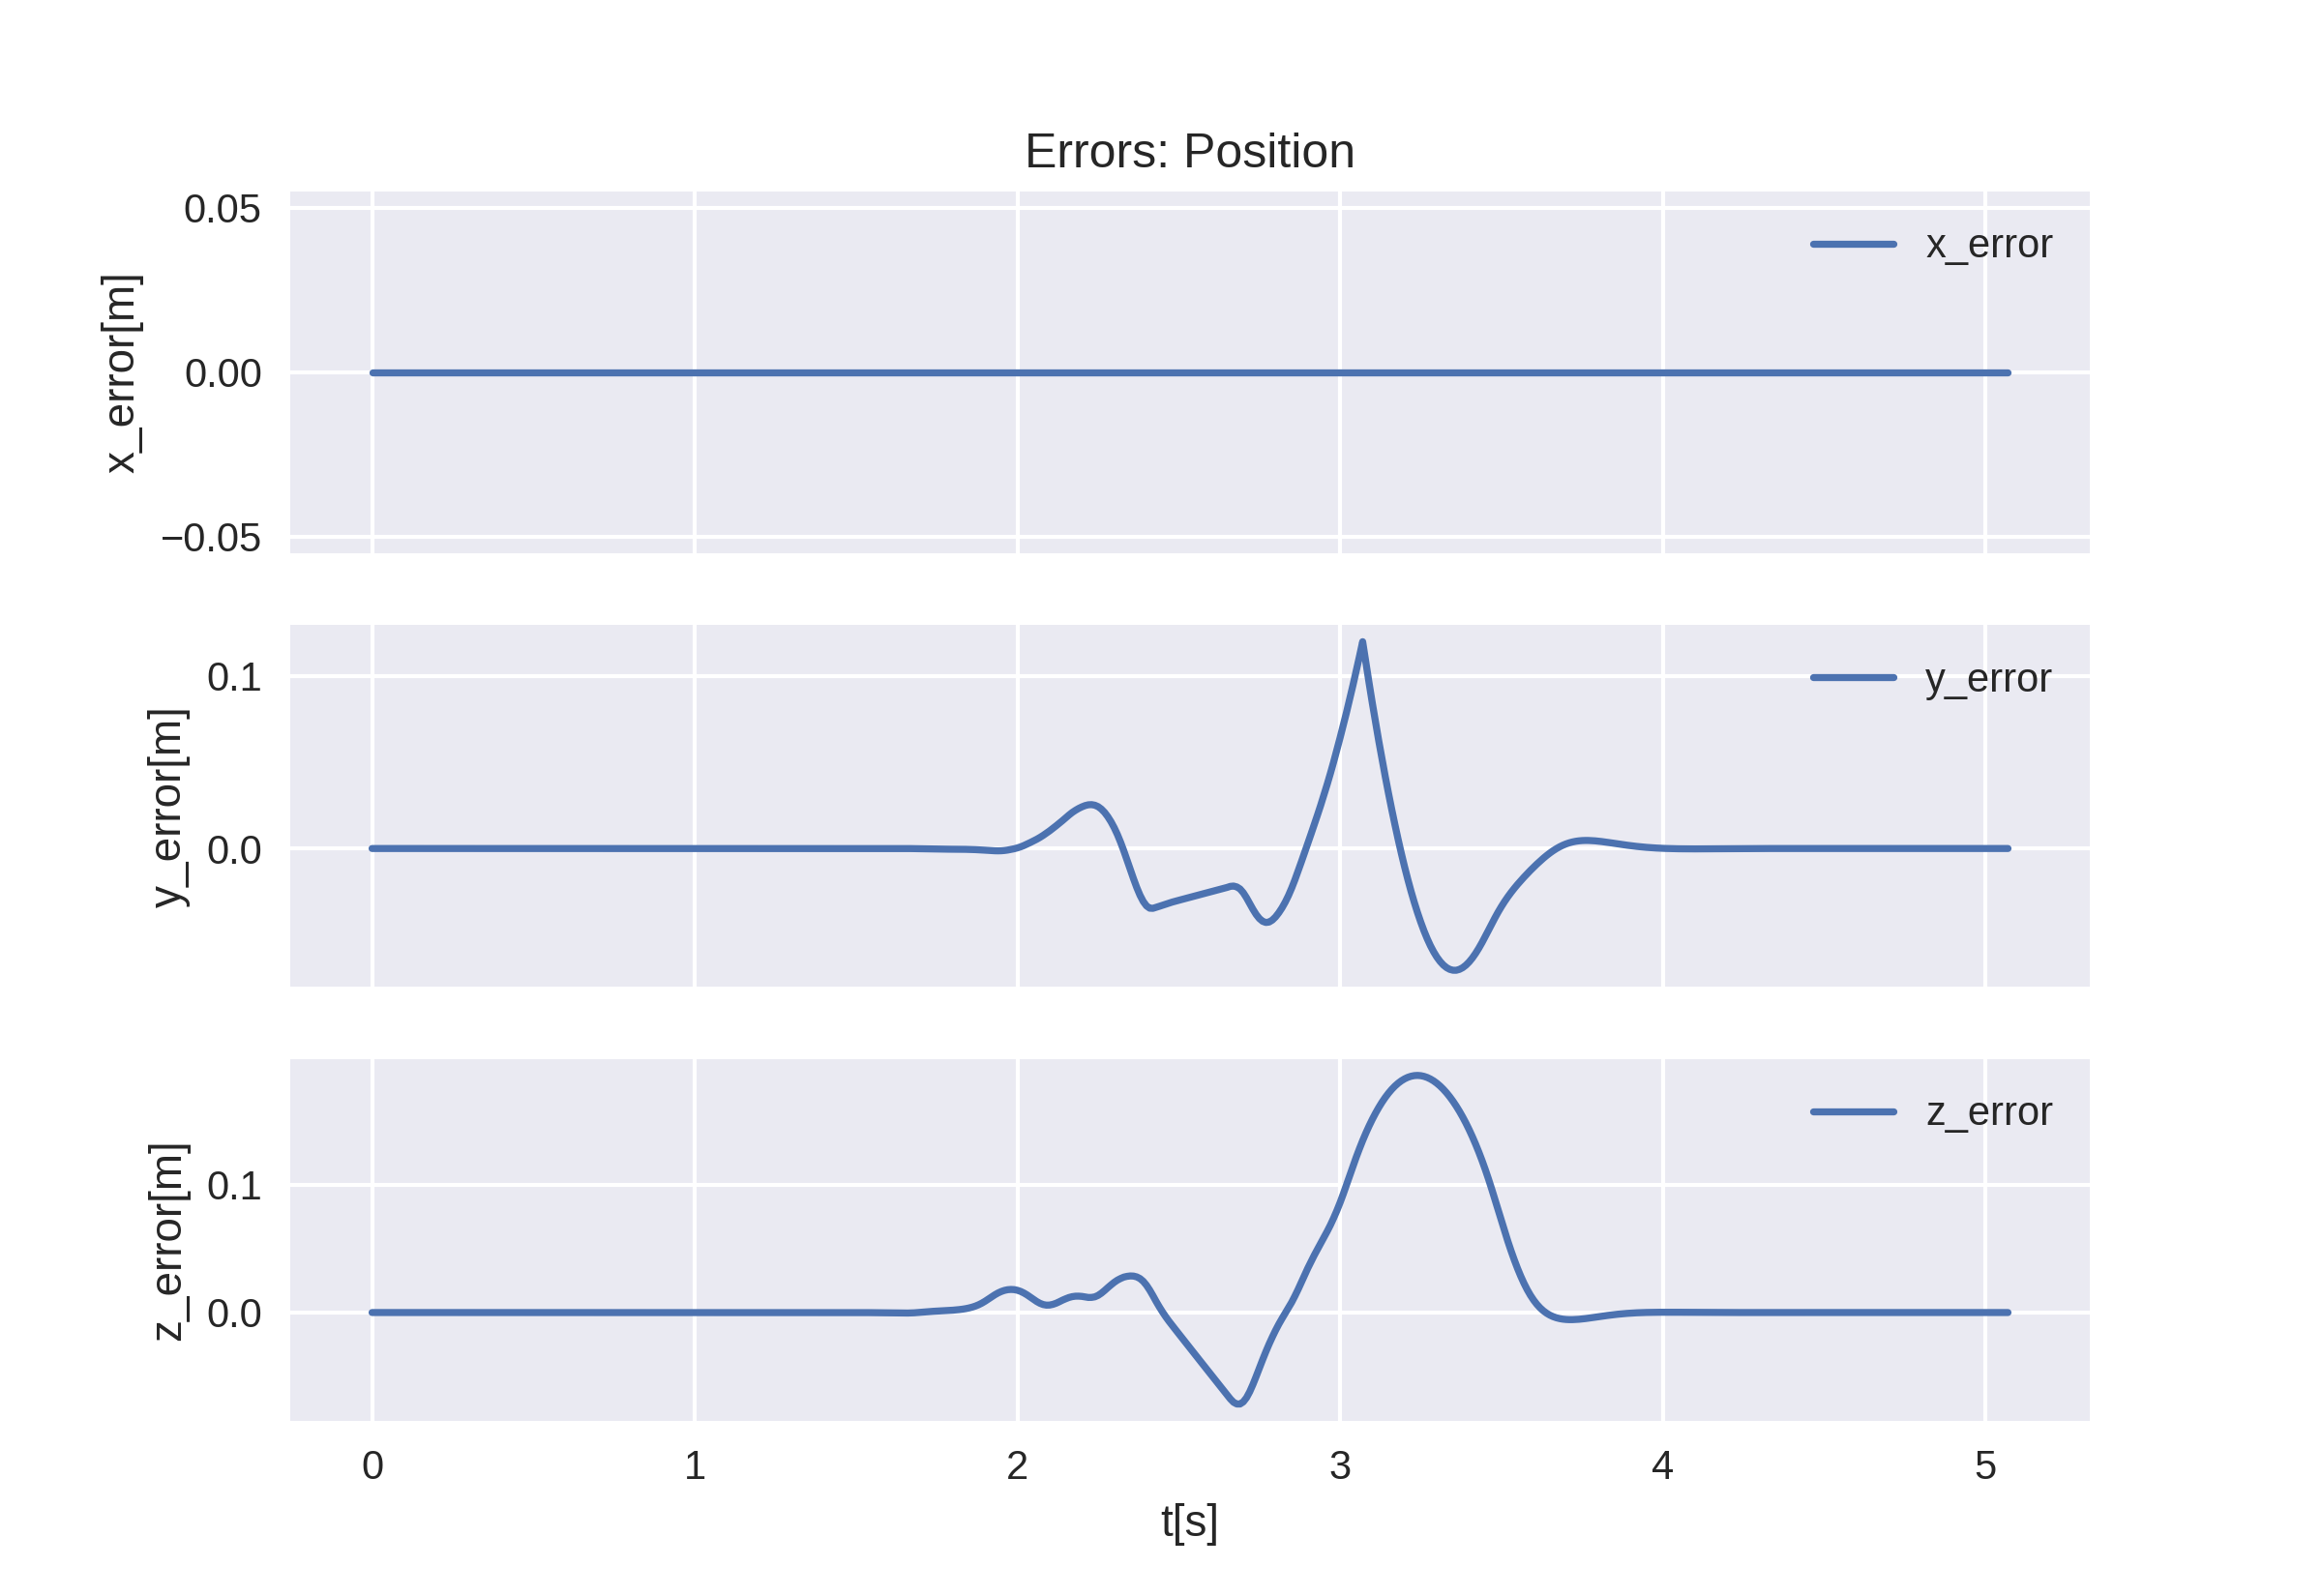 Errors: Position
0.05
0.00
−0.05
x_error[m]
x_error
0.1
0.0
y_error[m]
y_error
0.1
0.0
z_error[m]
z_error
0 1 2 3 4 5
t[s]